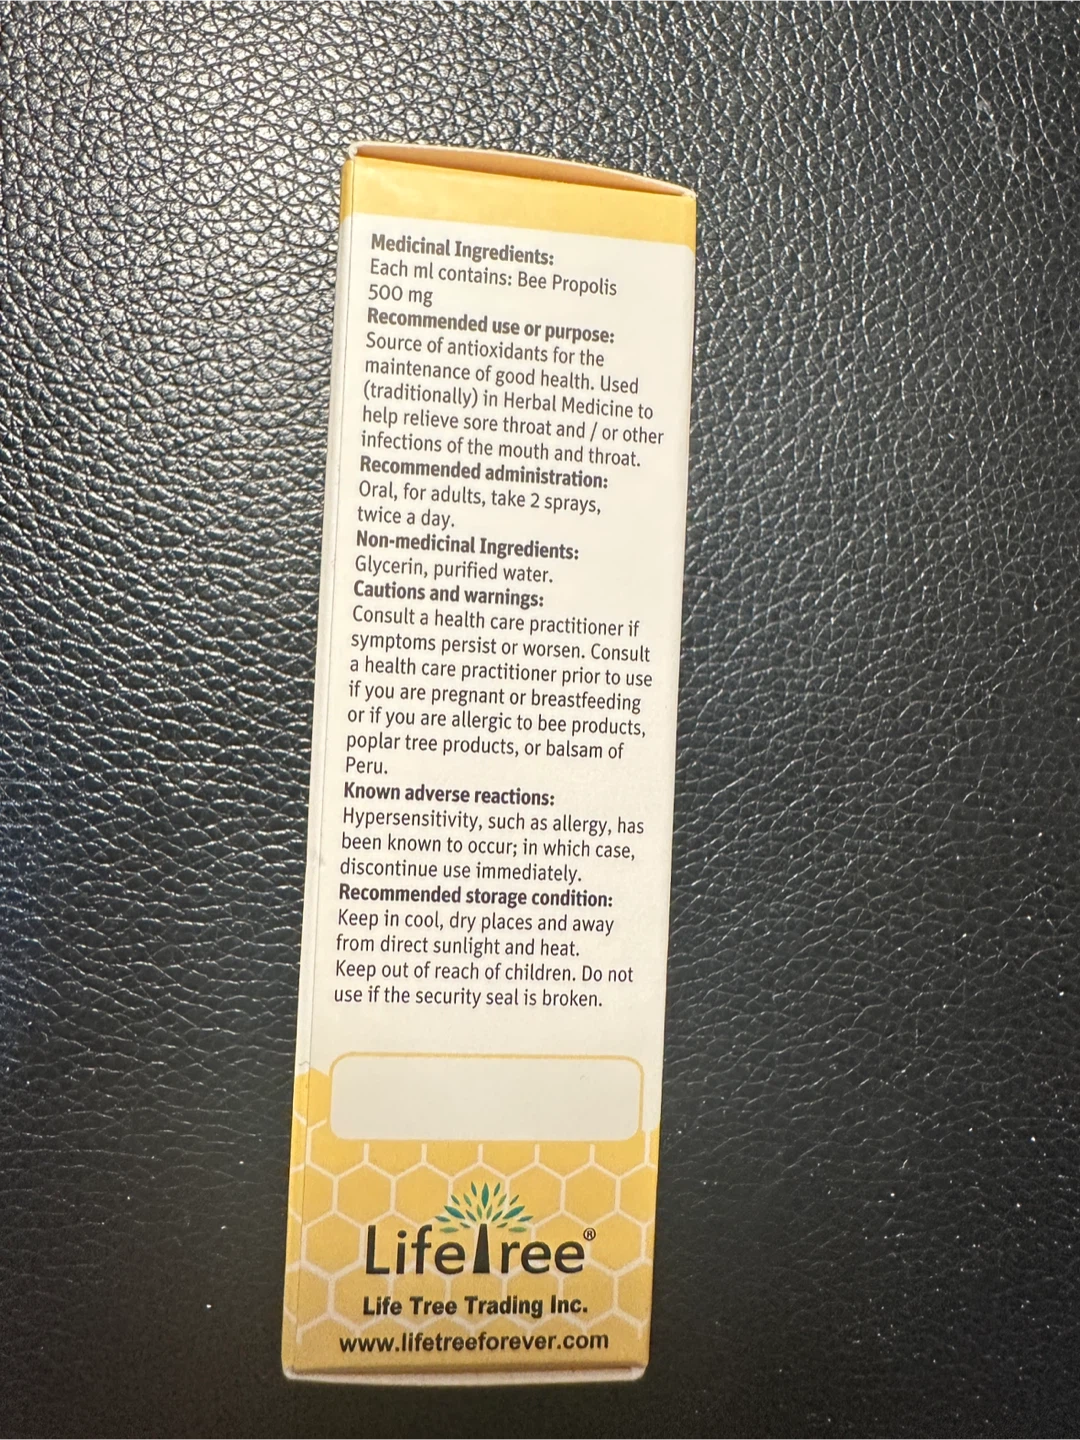 Medicinal Ingredients:
Each ml contains: Bee Propolis
500 mg
Recommended use or purpose:
Source of antioxidants for the
maintenance of good health. Used
(traditionally) in Herbal Medicine to
help relieve sore throat and / or other
infections of the mouth and throat.
Recommended administration:
Oral, for adults, take 2 sprays,
twice a day.
Non-medicinal Ingredients:
Glycerin, purified water.
Cautions and warnings:
Consult a health care practitioner if
symptoms persist or worsen. Consult
a health care practitioner prior to use
if you are pregnant or breastfeeding
or if you are allergic to bee products,
poplar tree products, or balsam of
Peru.
Known adverse reactions:
Hypersensitivity, such as allergy, has
been known to occur; in which case,
discontinue use immediately.
Recommended storage condition:
Keep in cool, dry places and away
from direct sunlight and heat.
Keep out of reach of children. Do not
use if the security seal is broken.
LifeTree®
Life Tree Trading Inc.
www.lifetreeforever.com